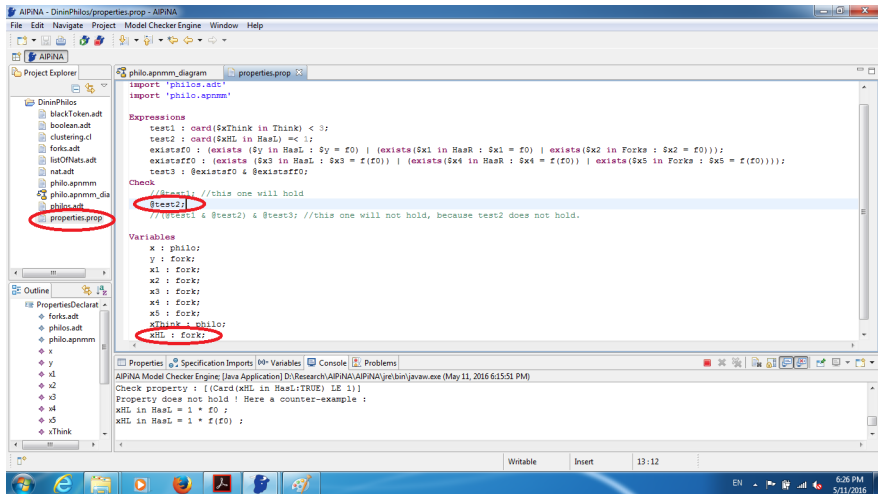 AlPiNA - DininPhilos/properties.prop - AlPiNA
File Edit Navigate Project Model Checker Engine Window Help
AlPiNA
Project Explorer
DininPhilos
blackToken.adt
boolean.adt
clustering.cl
forks.adt
listOfNats.adt
nat.adt
philo.apnmm
philo.apnmm_dia
philos.adt
properties.prop
philo.apnmm_diagram
properties.prop
import 'philos.adt'
import 'philo.apnmm'
Expressions
test1 : card($xThink in Think) < 3;
test2 : card($xHL in HasL) =< 1;
existsf0 : (exists ($y in HasL : $y = f0) | (exists($x1 in HasR : $x1 = f0) | exists($x2 in Forks : $x2 = f0)));
existsff0 : (exists ($x3 in HasL : $x3 = f(f0)) | (exists($x4 in HasR : $x4 = f(f0)) | exists($x5 in Forks : $x5 = f(f0))));
test3 : @existsf0 & @existsff0;
Check
//@test1; //this one will hold
@test2;
//(@test1 & @test2) & @test3; //this one will not hold, because test2 does not hold.
Variables
x : philo;
y : fork;
x1 : fork;
x2 : fork;
x3 : fork;
x4 : fork;
x5 : fork;
xThink : philo;
xHL : fork;
Outline
PropertiesDeclarat
forks.adt
philos.adt
philo.apnmm
x
y
x1
x2
x3
x4
x5
xThink
Properties Specification Imports Variables Console Problems
AlPiNA Model Checker Engine; [Java Application] D:\Research\AlPiNA\AlPiNA\jre\bin\javaw.exe (May 11, 2016 6:15:51 PM)
Check property : [(Card(xHL in HasL:TRUE) LE 1)]
Property does not hold ! Here a counter-example :
xHL in HasL = 1 * f0 ;
xHL in HasL = 1 * f(f0) ;
Writable Insert 13 : 12
EN 6:26 PM
5/11/2016